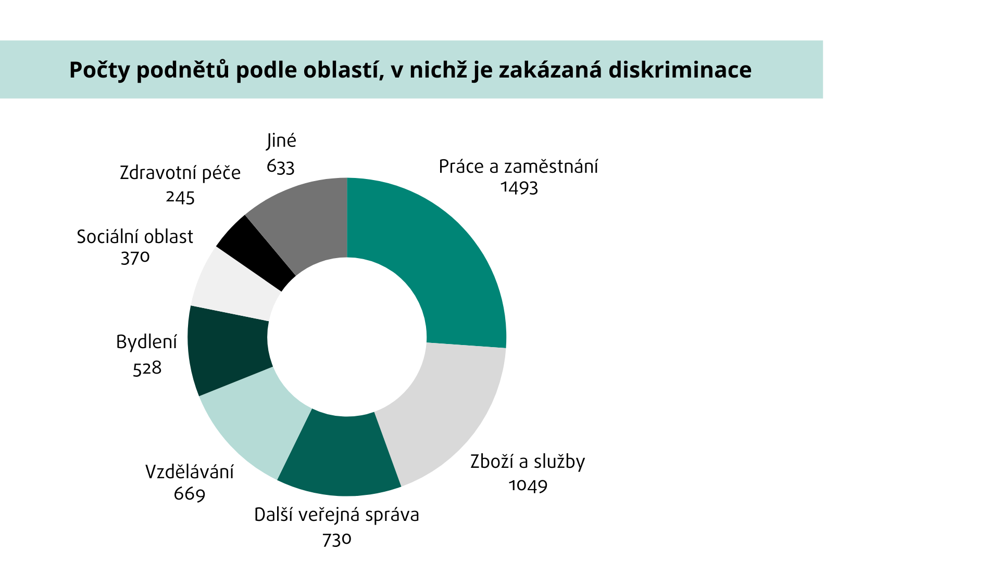 Počty podnětů podle oblastí, v nichž je zakázaná diskriminace
Jiné
633
Práce a zaměstnání
1493
Zdravotní péče
245
Sociální oblast
370
Bydlení
528
Zboží a služby
1049
Vzdělávání
669
Další veřejná správa
730